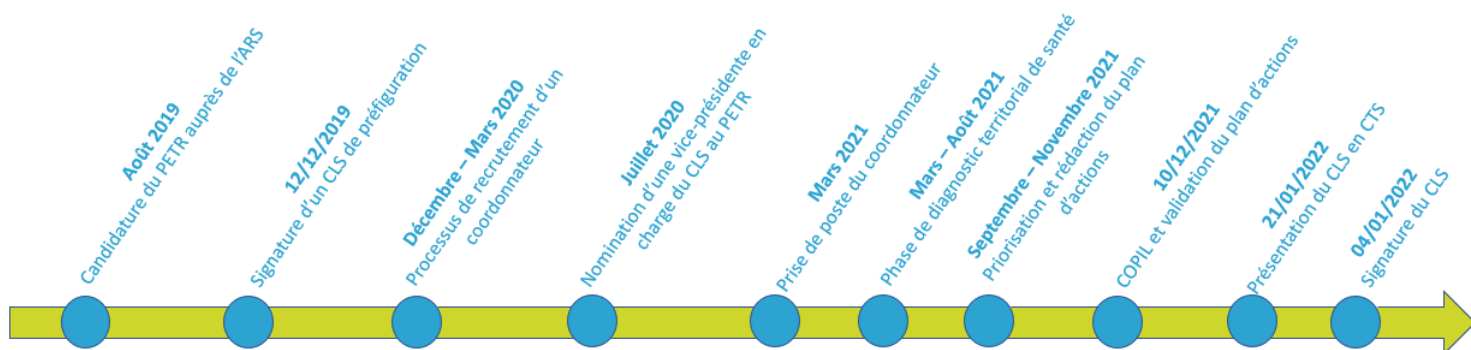 Août 2019
Candidature du PETR auprès de l'ARS
12/12/2019
Signature d'un CLS de préfiguration
Décembre – Mars 2020
Processus de recrutement d'un
coordonnateur
Juillet 2020
Nomination d'une vice-présidente en
charge du CLS au PETR
Mars 2021
Prise de poste du coordonnateur
Mars – Août 2021
Phase de diagnostic territorial de santé
Septembre – Novembre 2021
Priorisation et rédaction du plan
d'actions
10/12/2021
COPIL et validation du plan d'actions
21/01/2022
Présentation du CLS en CTS
04/01/2022
Signature du CLS